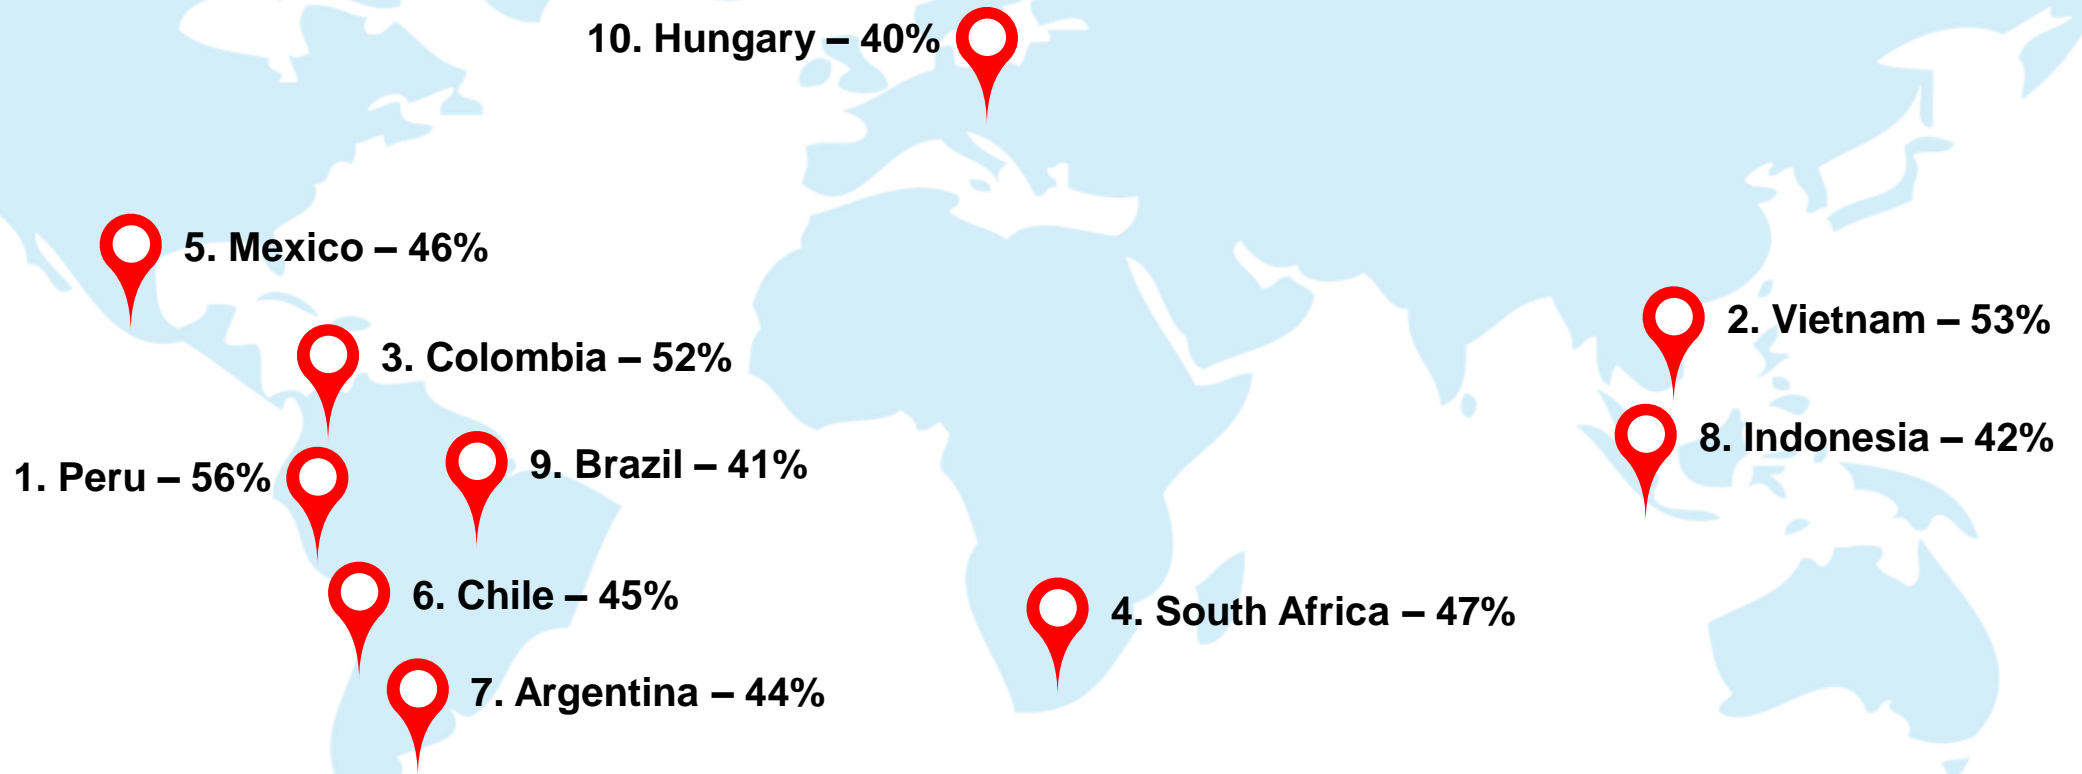 10. Hungary – 40%
5. Mexico – 46%
2. Vietnam – 53%
3. Colombia – 52%
8. Indonesia – 42%
1. Peru – 56%
9. Brazil – 41%
6. Chile – 45%
4. South Africa – 47%
7. Argentina – 44%